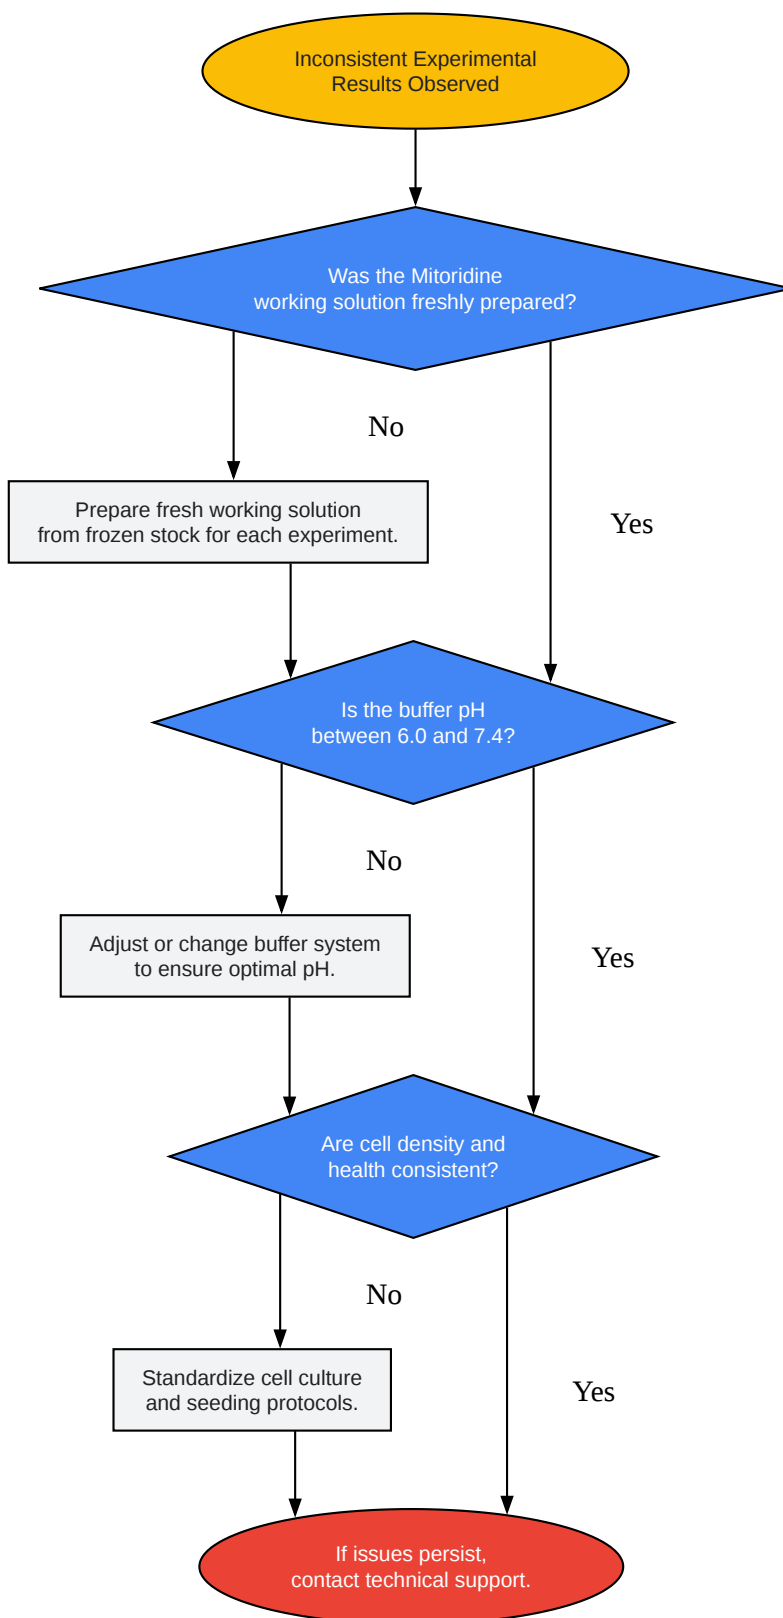 Inconsistent Experimental
Results Observed
Was the Mitoridine
working solution freshly prepared?
No
Prepare fresh working solution
from frozen stock for each experiment.
Yes
Is the buffer pH
between 6.0 and 7.4?
No
Adjust or change buffer system
to ensure optimal pH.
Yes
Are cell density and
health consistent?
No
Standardize cell culture
and seeding protocols.
Yes
If issues persist,
contact technical support.